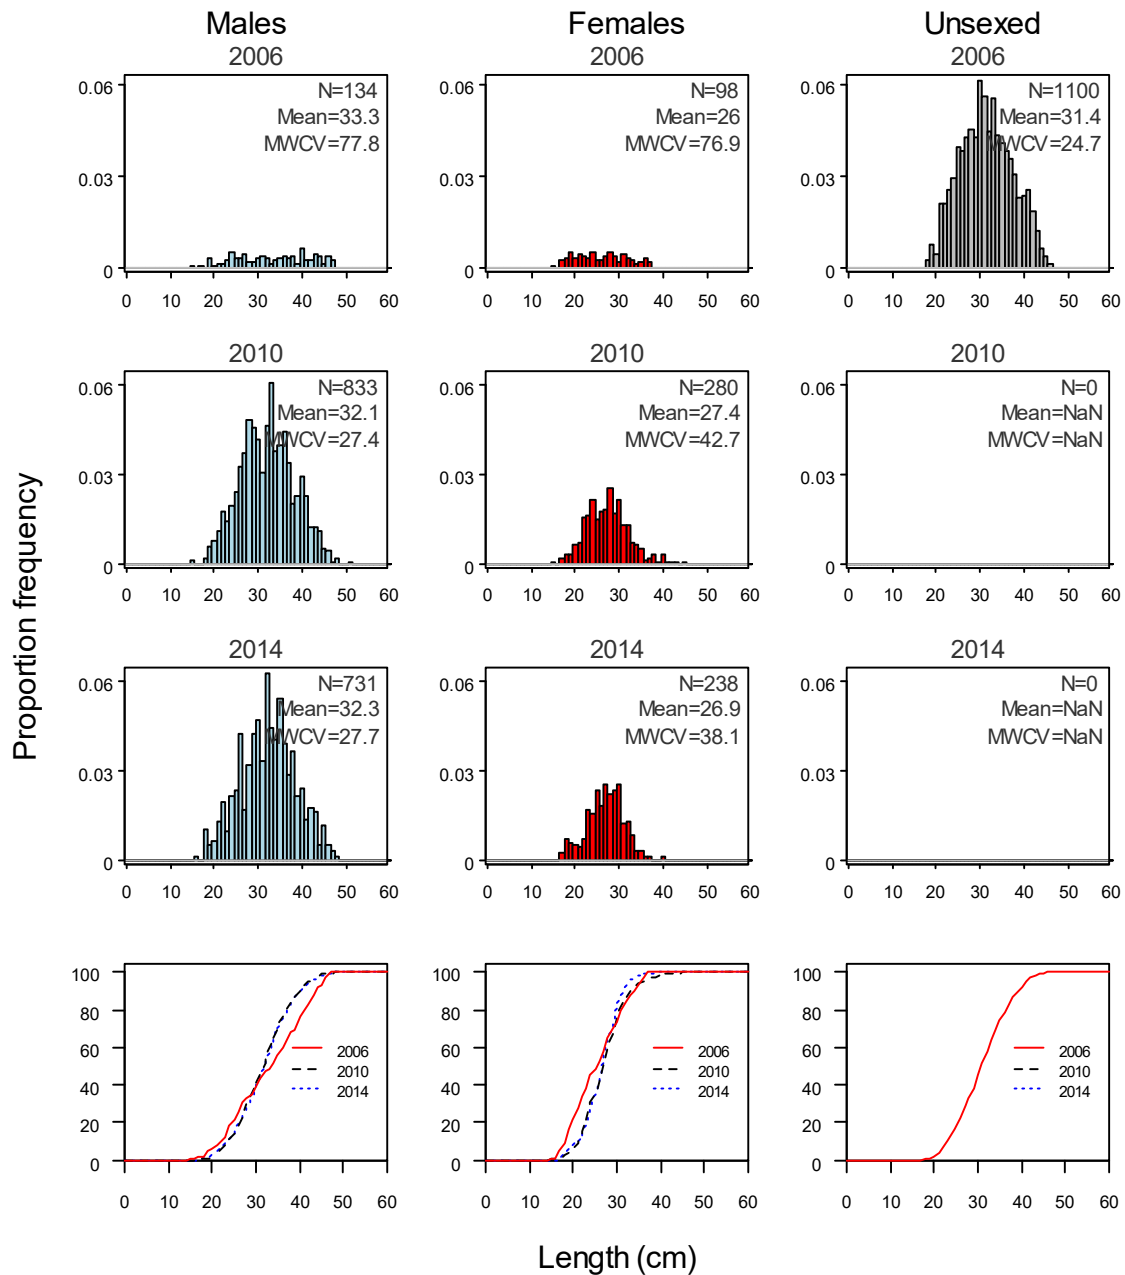 Males Females Unsexed
2006 2006 2006
N=134 N=98 N=1100
Mean=33.3 Mean=26 Mean=31.4
MWCV=77.8 MWCV=76.9 MWCV=24.7
0.06 0.06 0.06
0.03 0.03 0.03
0 0 0
0 10 20 30 40 50 60 0 10 20 30 40 50 60 0 10 20 30 40 50 60
2010 2010 2010
N=833 N=280 N=0
Mean=32.1 Mean=27.4 Mean=NaN
MWCV=27.4 MWCV=42.7 MWCV=NaN
0.06 0.06 0.06
0.03 0.03 0.03
0 0 0
0 10 20 30 40 50 60 0 10 20 30 40 50 60 0 10 20 30 40 50 60
2014 2014 2014
N=731 N=238 N=0
Mean=32.3 Mean=26.9 Mean=NaN
MWCV=27.7 MWCV=38.1 MWCV=NaN
0.06 0.06 0.06
0.03 0.03 0.03
0 0 0
0 10 20 30 40 50 60 0 10 20 30 40 50 60 0 10 20 30 40 50 60
100 100 100
80 80 80
60 60 60
40 40 40
20 20 20
0 0 0
2006 2006 2006
2010 2010 2010
2014 2014 2014
0 10 20 30 40 50 60 0 10 20 30 40 50 60 0 10 20 30 40 50 60
Proportion frequency
Length (cm)